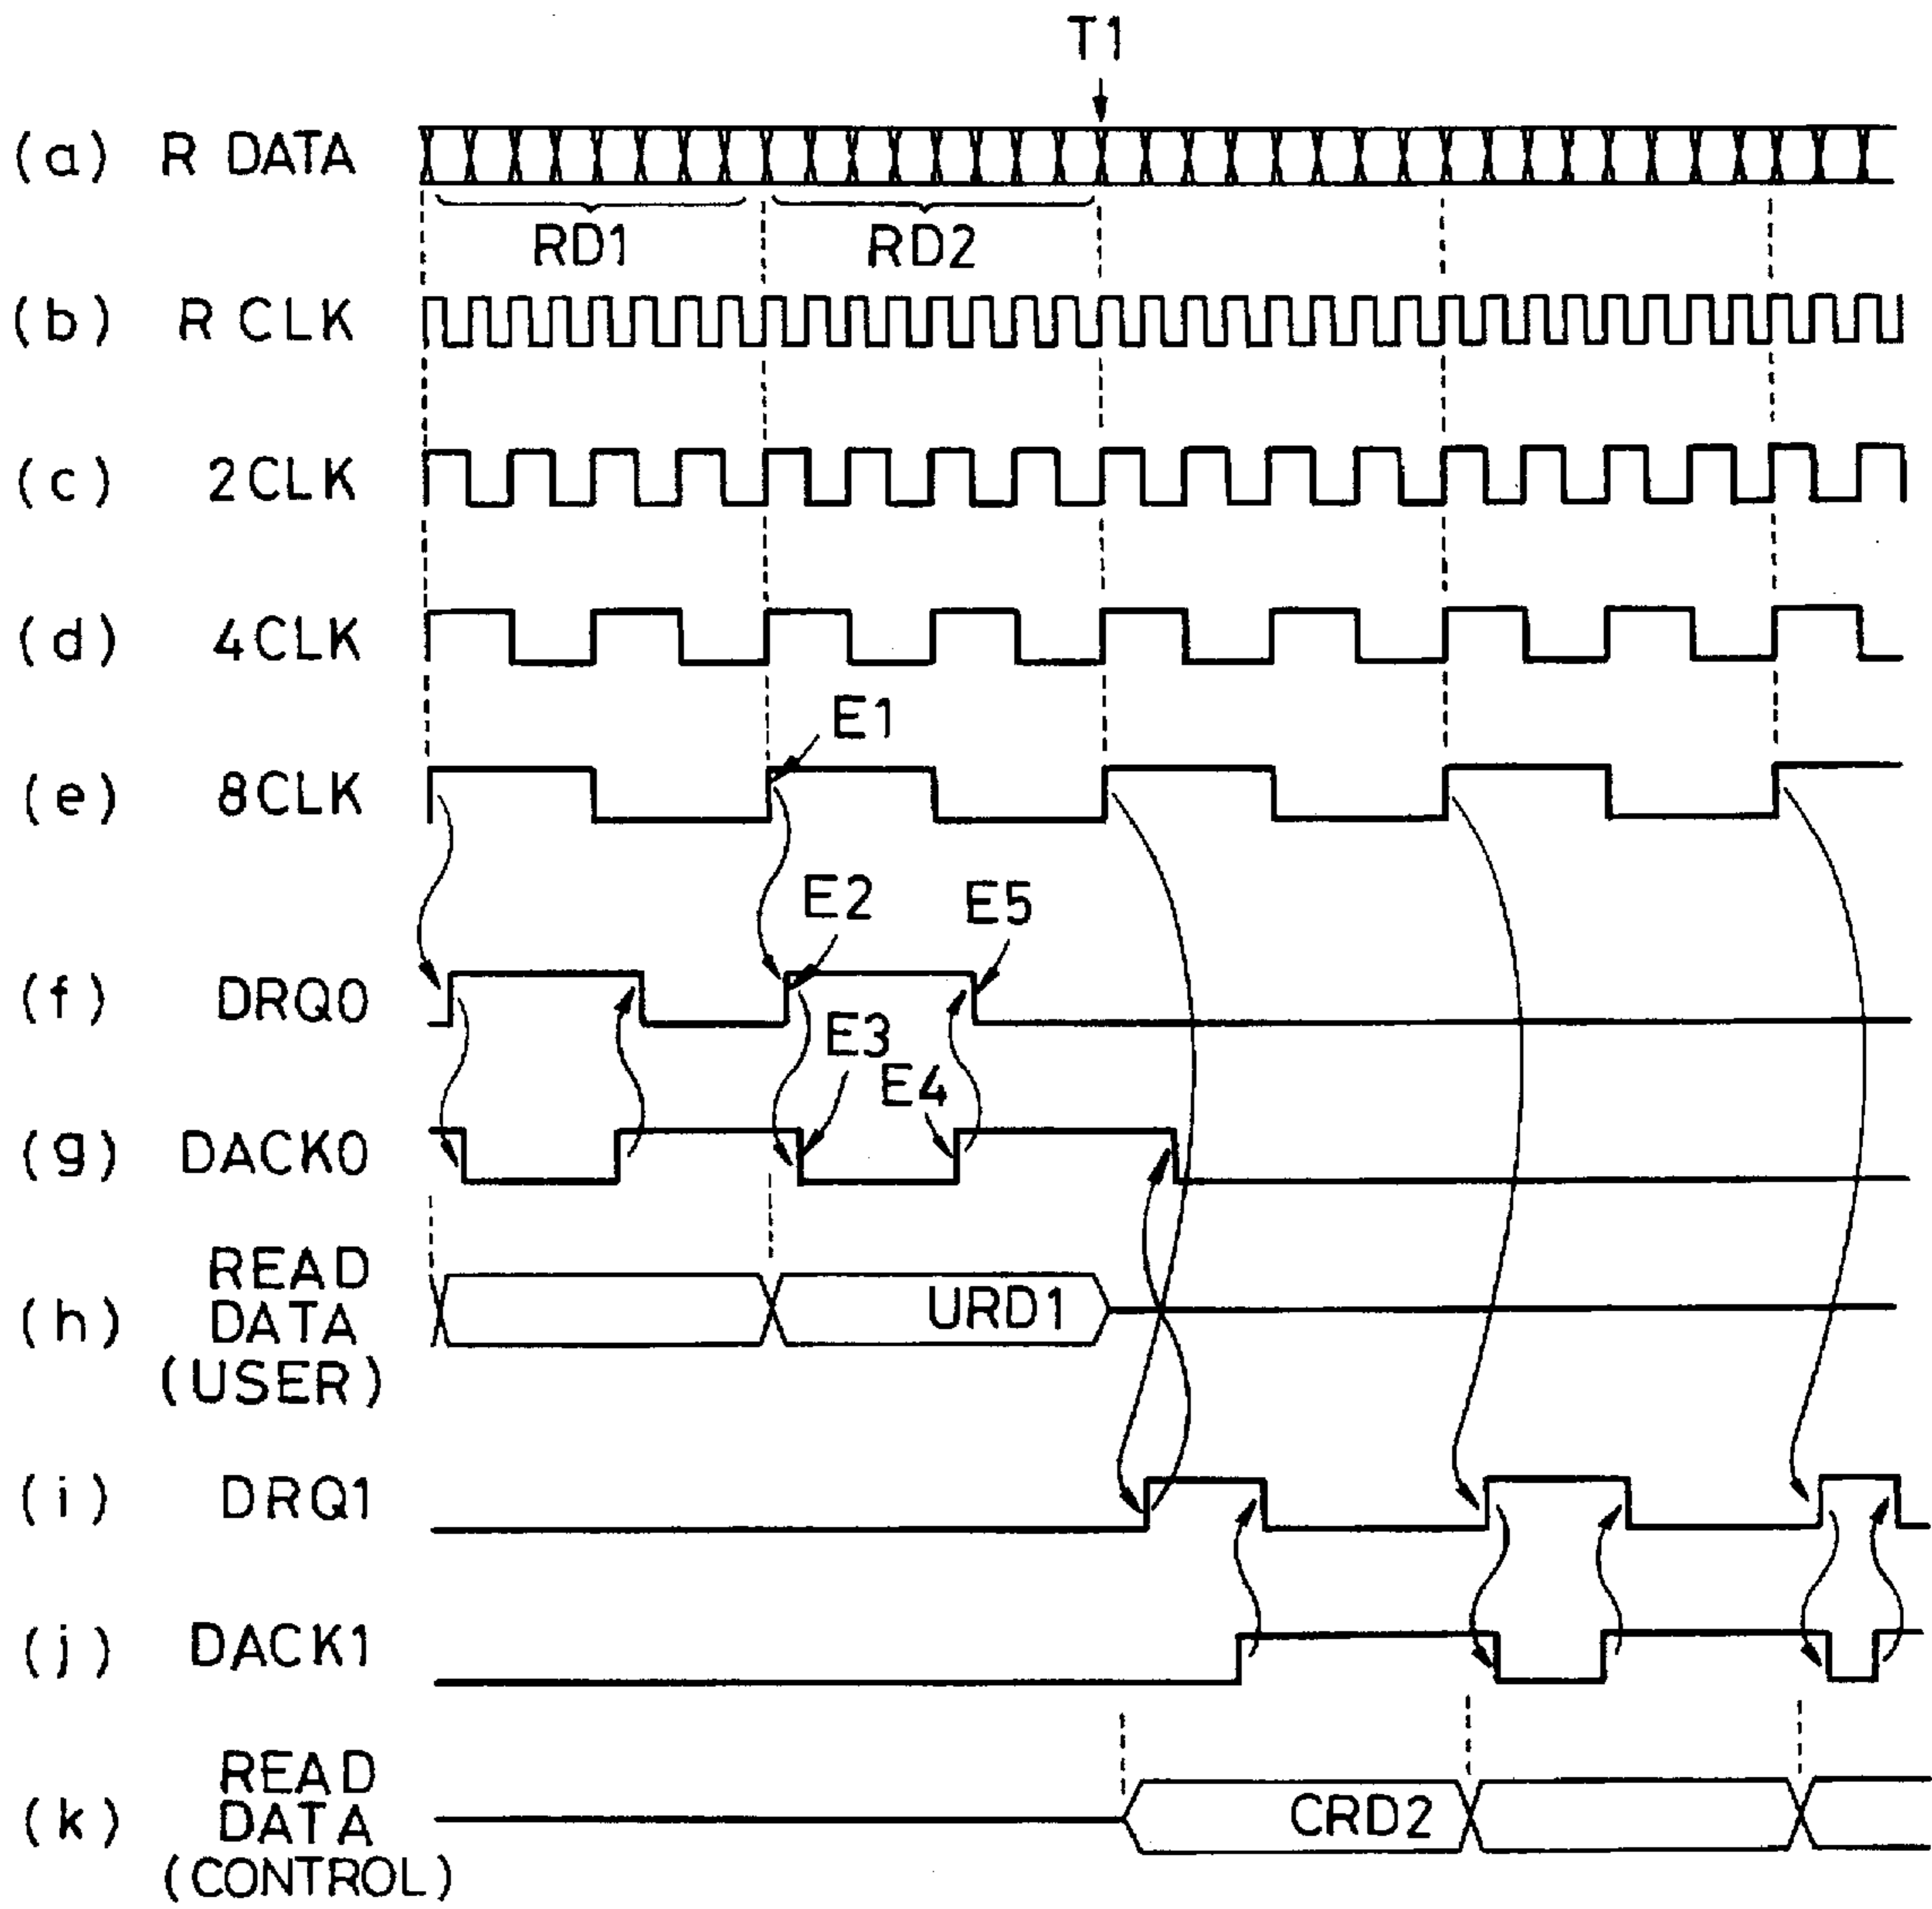 T1
(a) R DATA
RD1 RD2
(b) R CLK
(c) 2CLK
(d) 4CLK
E1
(e) 8CLK
E2 E5
(f) DRQ0
E3
E4
(g) DACK0
READ
(h) DATA URD1
(USER)
(i) DRQ1
(j) DACK1
READ
(k) DATA CRD2
(CONTROL)